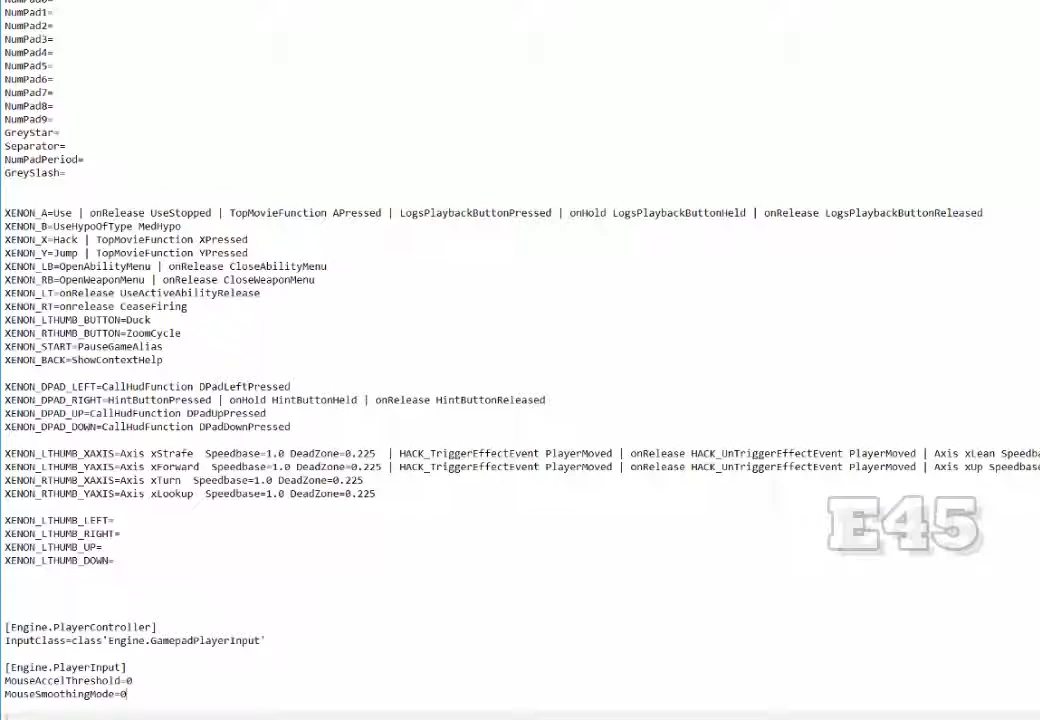 NumPad1=
NumPad2=
NumPad3=
NumPad4=
NumPad5=
NumPad6=
NumPad7=
NumPad8=
NumPad9=
GreyStar=
Separator=
NumPadPeriod=
GreySlash=
XENON_A=Use | onRelease UseStopped | TopMovieFunction APressed | LogsPlaybackButtonPressed | onHold LogsPlaybackButtonHeld | onRelease LogsPlaybackButtonReleased
XENON_B=UseHypoOfType MedHypo
XENON_X=Hack | TopMovieFunction XPressed
XENON_Y=Jump | TopMovieFunction YPressed
XENON_LB=OpenAbilityMenu | onRelease CloseAbilityMenu
XENON_RB=OpenWeaponMenu | onRelease CloseWeaponMenu
XENON_LT=onRelease UseActiveAbilityRelease
XENON_RT=onrelease CeaseFiring
XENON_LTHUMB_BUTTON=Duck
XENON_RTHUMB_BUTTON=ZoomCycle
XENON_START=PauseGameAlias
XENON_BACK=ShowContextHelp
XENON_DPAD_LEFT=CallHudFunction DPadLeftPressed
XENON_DPAD_RIGHT=HintButtonPressed | onHold HintButtonHeld | onRelease HintButtonReleased
XENON_DPAD_UP=CallHudFunction DPadUpPressed
XENON_DPAD_DOWN=CallHudFunction DPadDownPressed
XENON_LTHUMB_XAXIS=Axis xStrafe  Speedbase=1.0 DeadZone=0.225  | HACK_TriggerEffectEvent PlayerMoved | onRelease HACK_UnTriggerEffectEvent PlayerMoved | Axis xLean Speedba
XENON_LTHUMB_YAXIS=Axis xForward  Speedbase=1.0 DeadZone=0.225 | HACK_TriggerEffectEvent PlayerMoved | onRelease HACK_UnTriggerEffectEvent PlayerMoved | Axis xUp Speedbase
XENON_RTHUMB_XAXIS=Axis xTurn  Speedbase=1.0 DeadZone=0.225
XENON_RTHUMB_YAXIS=Axis xLookup  Speedbase=1.0 DeadZone=0.225
XENON_LTHUMB_LEFT=
XENON_LTHUMB_RIGHT=
XENON_LTHUMB_UP=
XENON_LTHUMB_DOWN=
E45
[Engine.PlayerController]
InputClass=class'Engine.GamepadPlayerInput'
[Engine.PlayerInput]
MouseAccelThreshold=0
MouseSmoothingMode=0